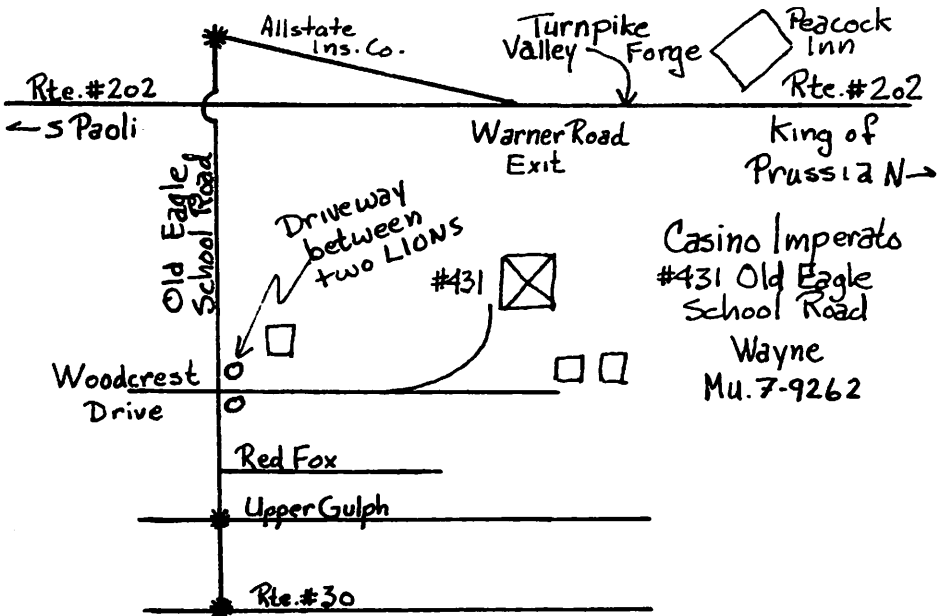 Allstate
Ins. Co.
Turnpike
Valley Forge
Peacock
Inn
Rte. #202
Rte. #202
← S Paoli
Warner Road
Exit
King of
Prussia N→
Old Eagle
School Road
Driveway
between
two LIONS
#431
Casino Imperato
#431 Old Eagle
School Road
Wayne
Mu. 7-9262
Woodcrest
Drive
Red Fox
Upper Gulph
Rte. #30